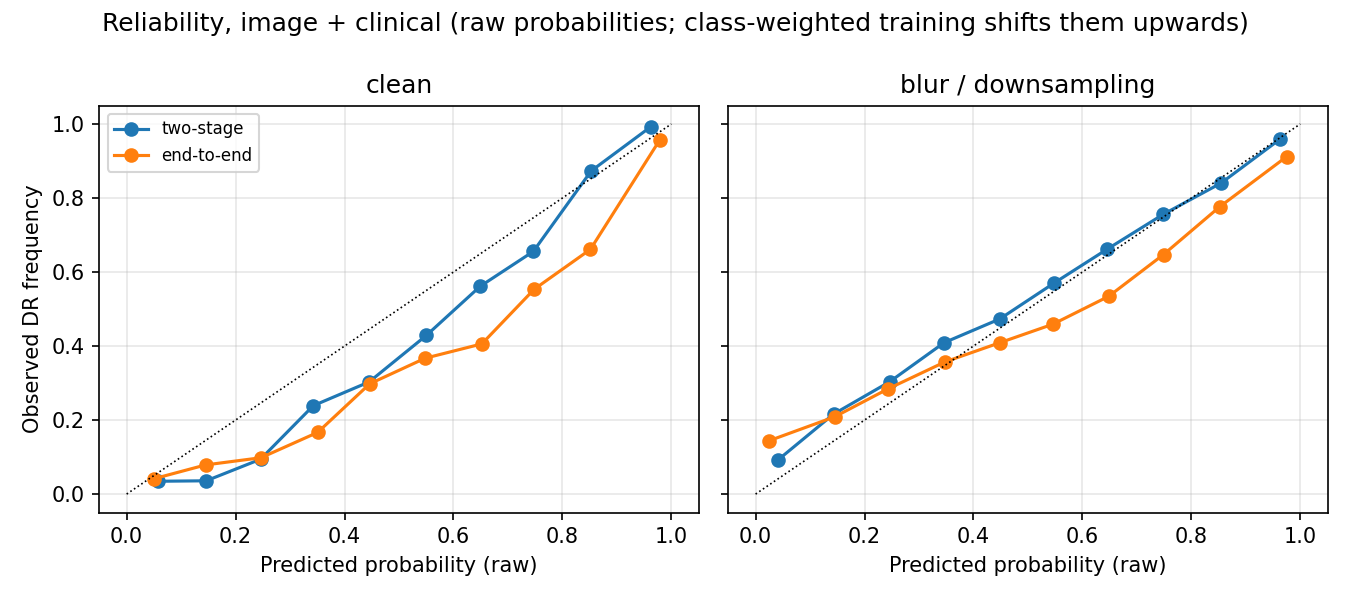 Reliability, image + clinical (raw probabilities; class-weighted training shifts them upwards)
clean
blur / downsampling
two-stage
end-to-end
Observed DR frequency
1.0
0.8
0.6
0.4
0.2
0.0
0.0 0.2 0.4 0.6 0.8 1.0
0.0 0.2 0.4 0.6 0.8 1.0
Predicted probability (raw)
Predicted probability (raw)